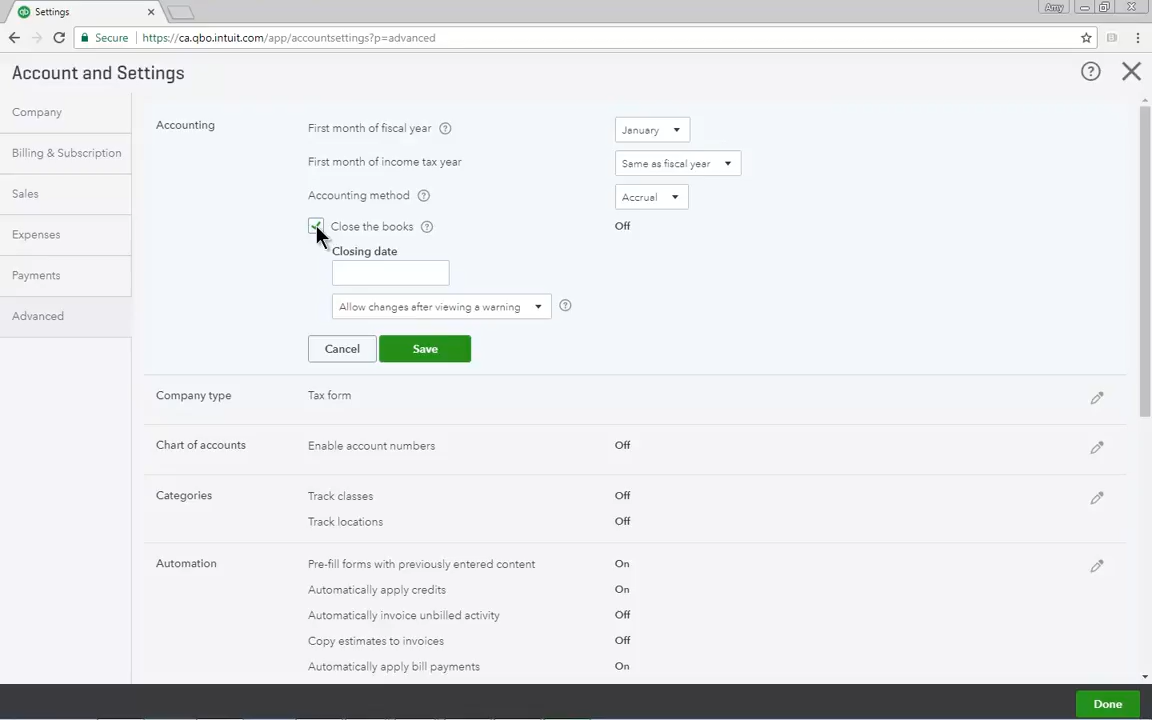 Settings
Amy
Secure https://ca.qbo.intuit.com/app/accountsettings?p=advanced
Account and Settings
Company
Billing & Subscription
Sales
Expenses
Payments
Advanced
Accounting
First month of fiscal year
January
First month of income tax year
Same as fiscal year
Accounting method
Accrual
Close the books
Off
Closing date
Allow changes after viewing a warning
Cancel
Save
Company type
Tax form
Chart of accounts
Enable account numbers
Off
Categories
Track classes
Off
Track locations
Off
Automation
Pre-fill forms with previously entered content
On
Automatically apply credits
On
Automatically invoice unbilled activity
Off
Copy estimates to invoices
Off
Automatically apply bill payments
On
Done